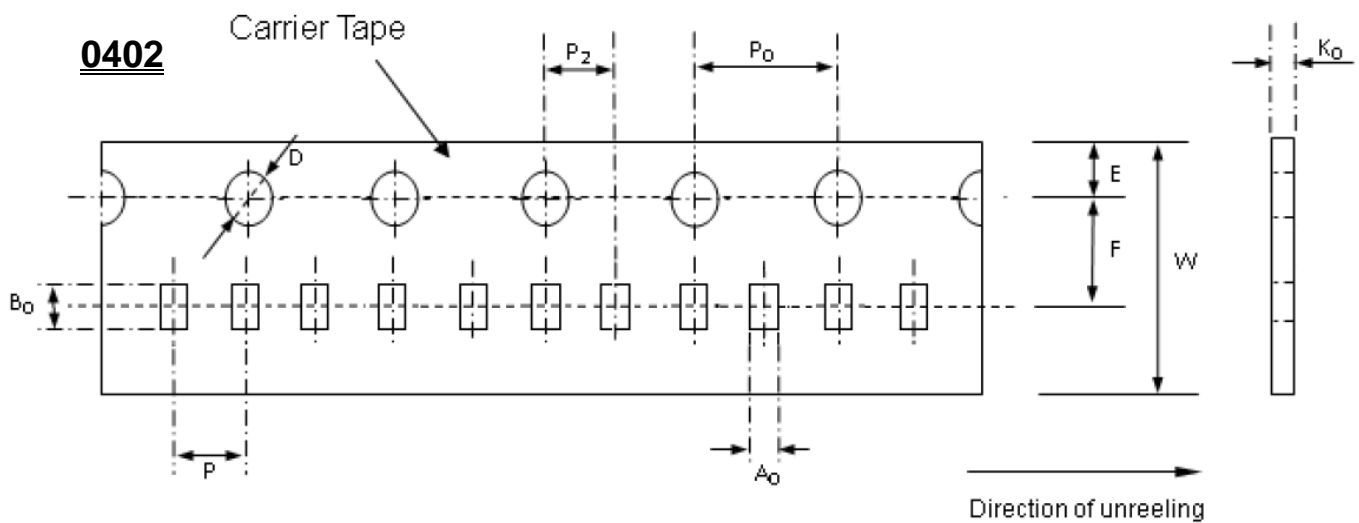 0402
Carrier Tape
P2
P0
K0
D
E
F
W
B0
P
A0
Direction of unreeling